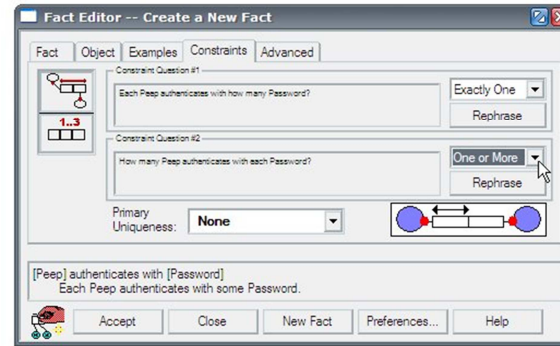 Fact Editor -- Create a New Fact
Fact Object Examples Constraints Advanced
Constraint Question #1
Each Peep authenticates with how many Password?
Exactly One
Rephrase
1..3
Constraint Question #2
How many Peep authenticates with each Password?
One or More
Rephrase
Primary
Uniqueness: None
[Peep] authenticates with [Password]
Each Peep authenticates with some Password.
Accept Close New Fact Preferences... Help